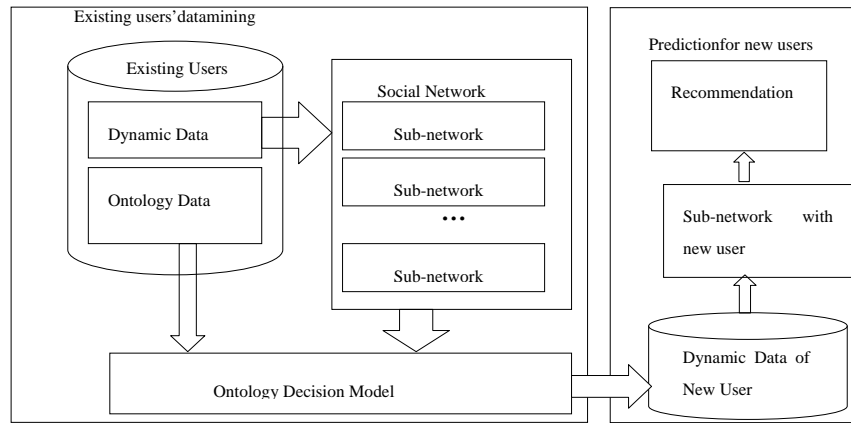 Existing users'datamining
Existing Users
Dynamic Data
Ontology Data
Social Network
Sub-network
Sub-network
...
Sub-network
Ontology Decision Model
Predictionfor new users
Recommendation
Sub-network with
new user
Dynamic Data of
New User